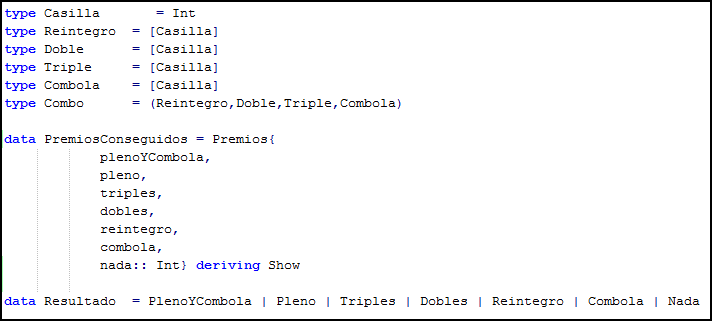 type Casilla = Int
type Reintegro = [Casilla]
type Doble = [Casilla]
type Triple = [Casilla]
type Combola = [Casilla]
type Combo = (Reintegro,Doble,Triple,Combola)
data PremiosConseguidos = Premios{
plenoYCombola,
pleno,
triples,
dobles,
reintegro,
combola,
nada:: Int} deriving Show
data Resultado = PlenoYCombola | Pleno | Triples | Dobles | Reintegro | Combola | Nada